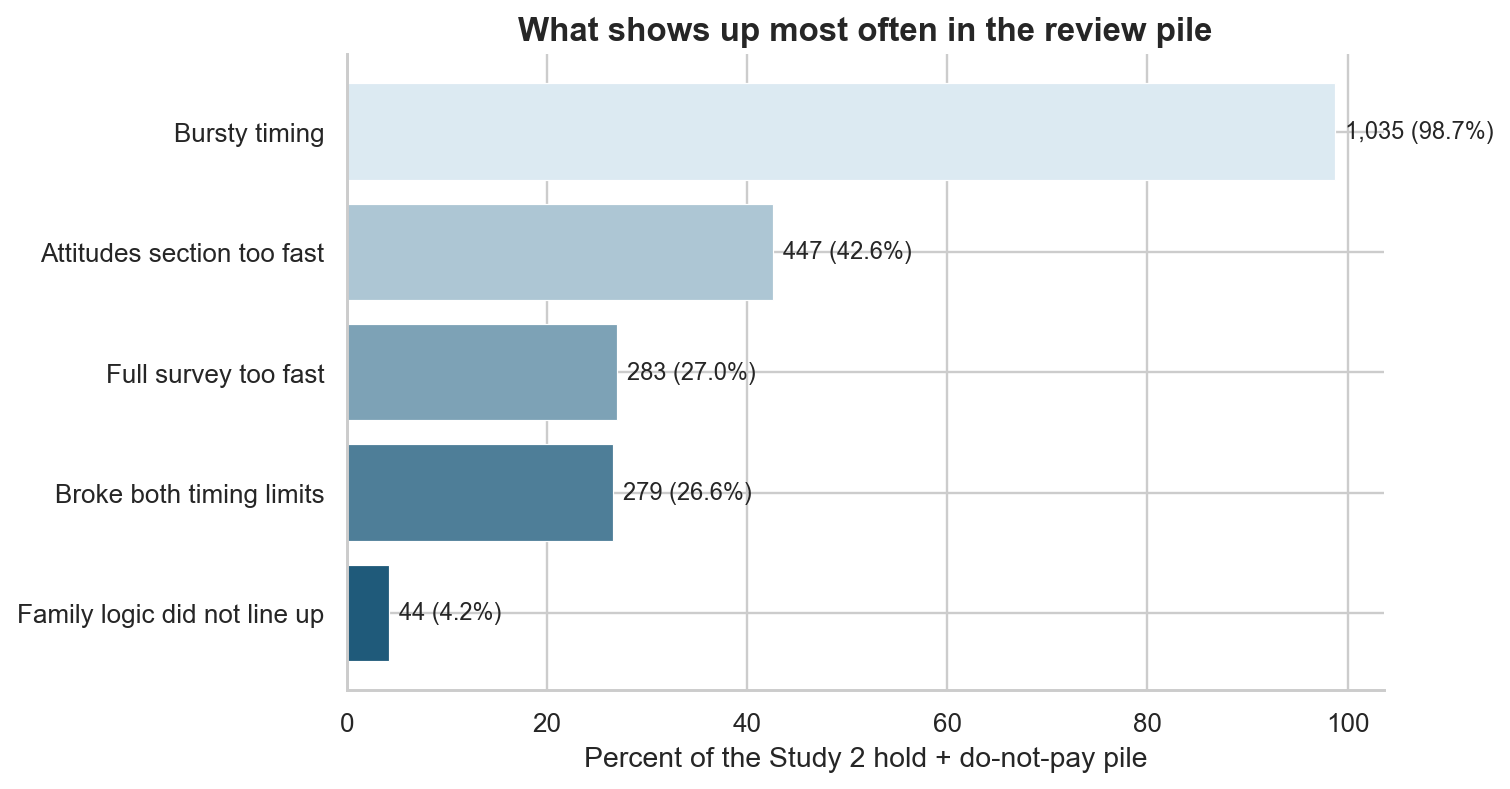 What shows up most often in the review pile
Bursty timing
1,035 (98.7%)
Attitudes section too fast
447 (42.6%)
Full survey too fast
283 (27.0%)
Broke both timing limits
279 (26.6%)
Family logic did not line up
44 (4.2%)
0 20 40 60 80 100
Percent of the Study 2 hold + do-not-pay pile